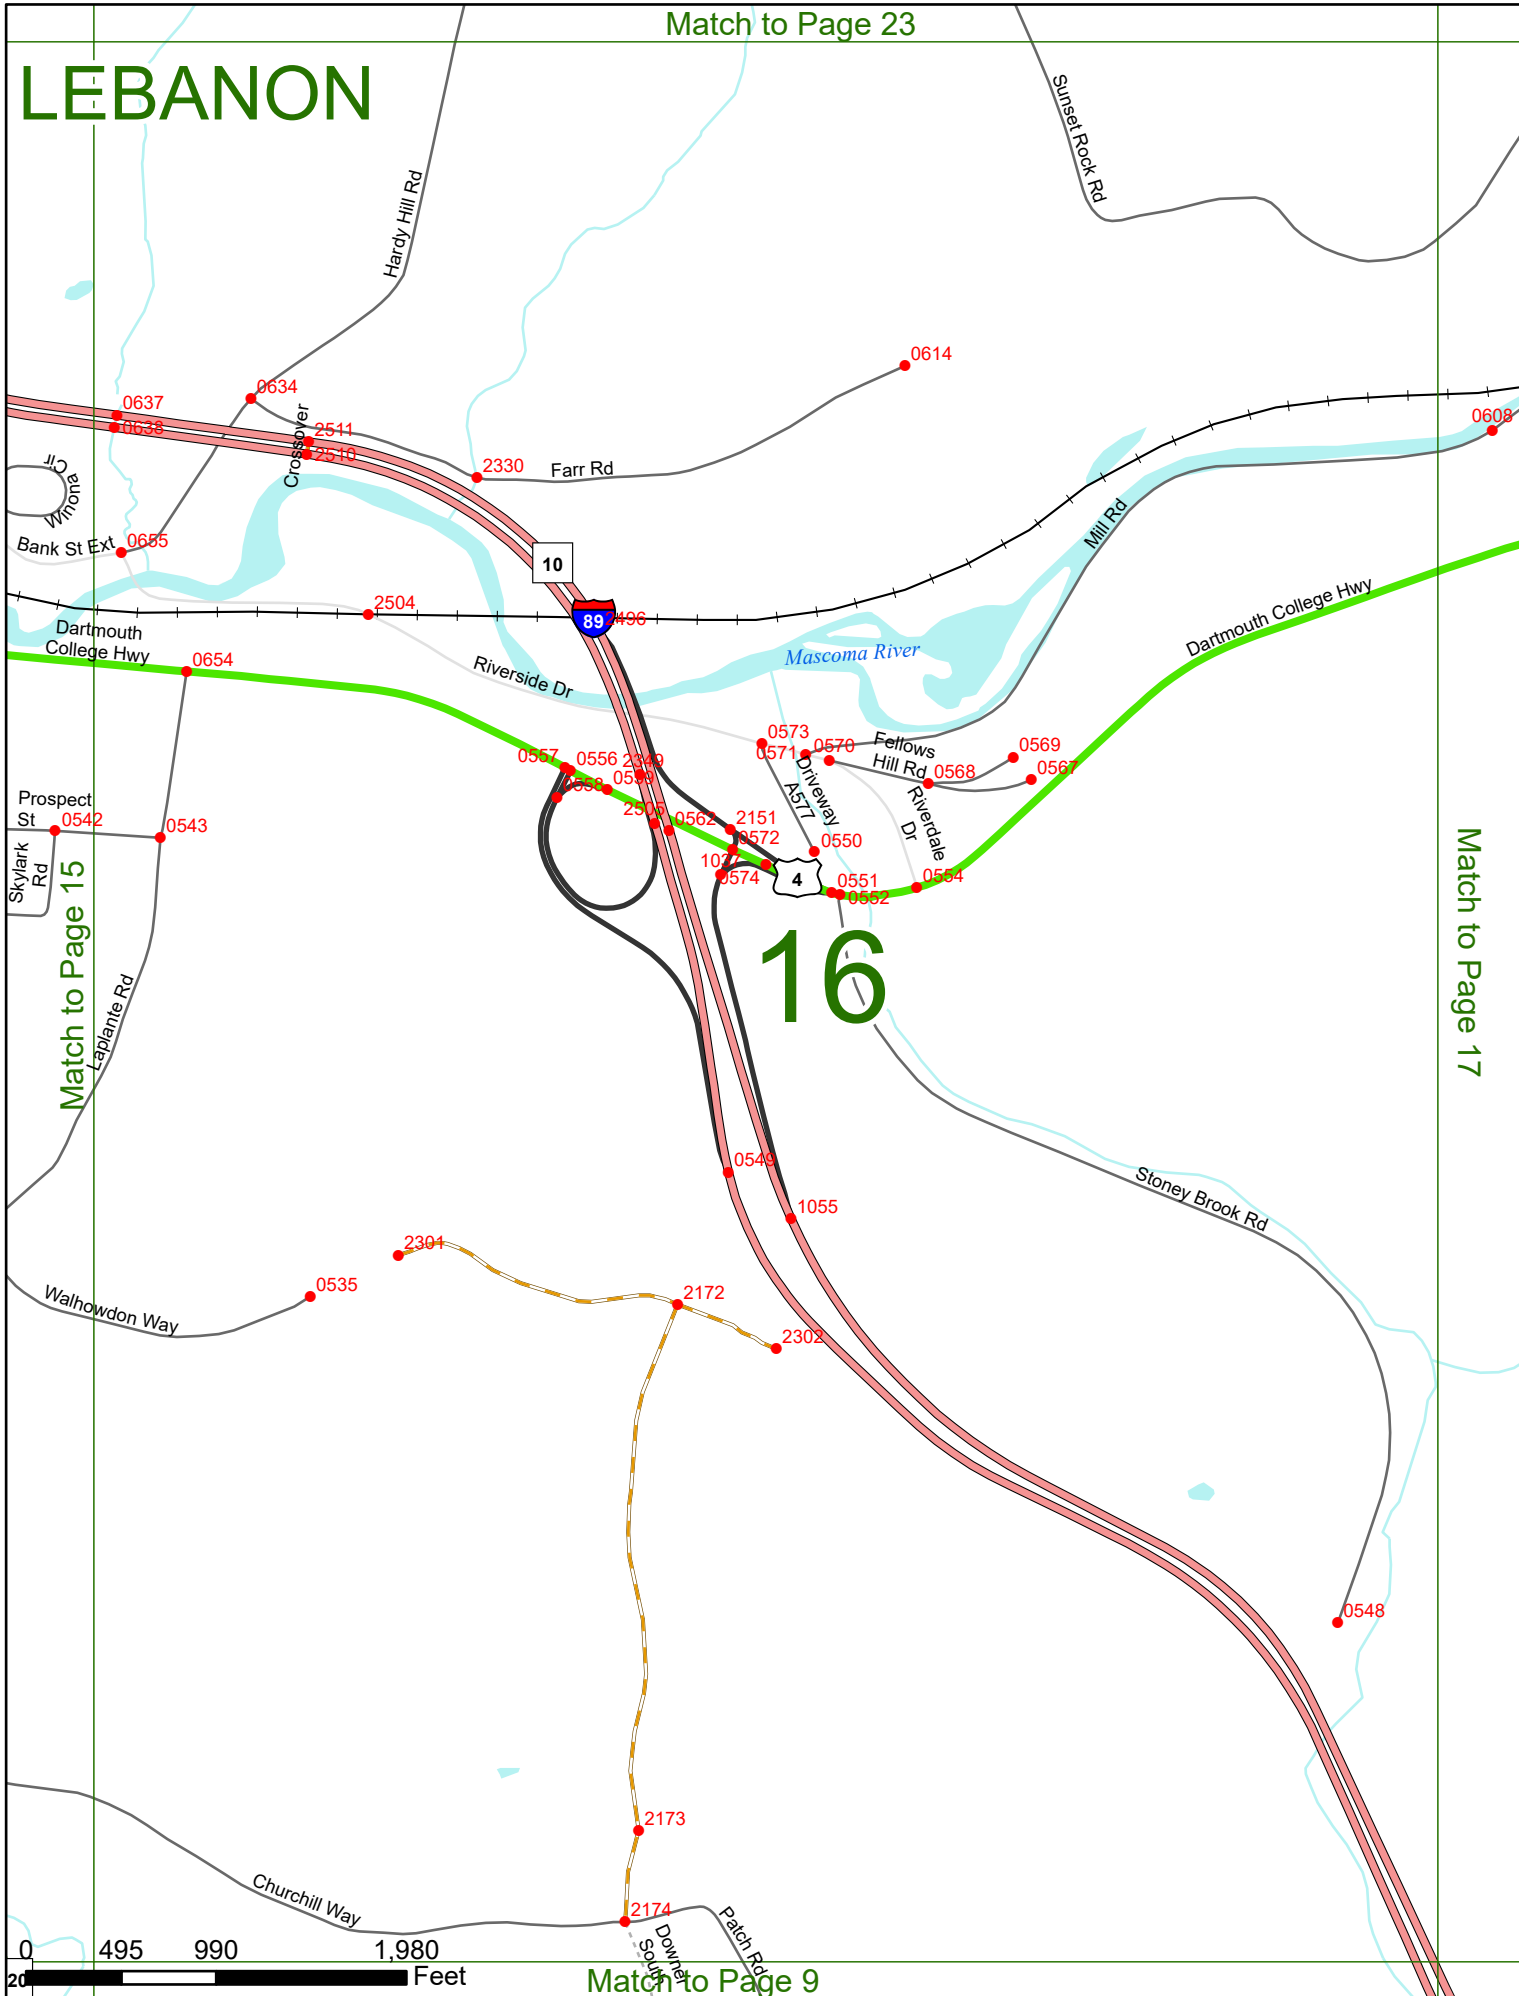 Match to Page 23
LEBANON
Sunset Rock Rd
Hardy Hill Rd
0614
0634
0637
0638
Crossover
2511
2510
0608
2330
Farr Rd
Winona Cir
Mill Rd
Bank St Ext
0655
10
89
2496
2504
Dartmouth
College Hwy
0654
Riverside Dr
Mascoma River
Dartmouth College Hwy
0573
0571
0570
Fellows
Hill Rd
0569
0568
0567
0557
0556
2349
0558
0559
Driveway
A577
Riverdale
Dr
Prospect
St
0542
0543
2505
0562
2151
0572
1037
0574
0550
4
0551
0552
0554
Skylark
Rd
Match to Page 15
Match to Page 17
16
Laplante Rd
0549
1055
Stoney Brook Rd
2301
0535
2172
2302
Walhowdon Way
0548
2173
Churchill Way
2174
Patch Rd
Downer
South
0 495 990 1,980
Feet
20
Match to Page 9